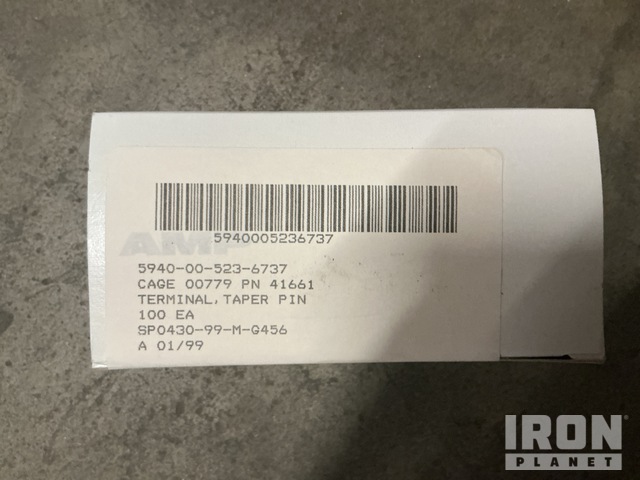 5940005236737
AMP
5940-00-523-6737
CAGE 00779 PN 41661
TERMINAL, TAPER PIN
100 EA
SP0430-99-M-G456
A 01/99
IRON
PLANET